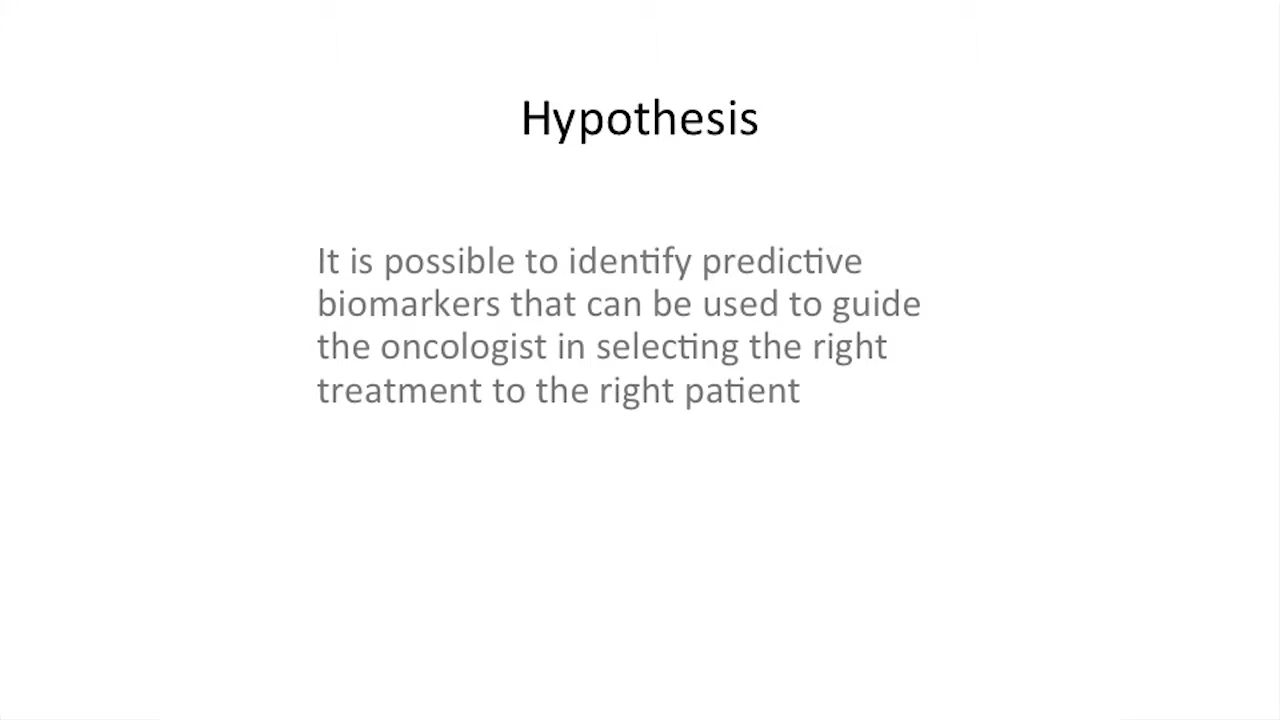 Hypothesis
It is possible to identify predictive
biomarkers that can be used to guide
the oncologist in selecting the right
treatment to the right patient